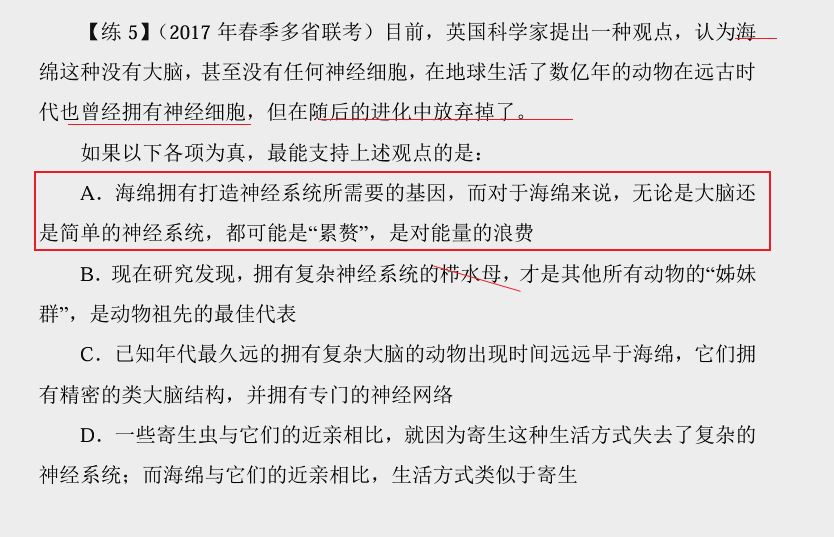 【练 5】（2017 年春季多省联考）目前，英国科学家提出一种观点，认为海
绵这种没有大脑，甚至没有任何神经细胞，在地球生活了数亿年的动物在远古时
代也曾经拥有神经细胞，但在随后的进化中放弃掉了。
如果以下各项为真，最能支持上述观点的是：
A．海绵拥有打造神经系统所需要的基因，而对于海绵来说，无论是大脑还
是简单的神经系统，都可能是“累赘”，是对能量的浪费
B．现在研究发现，拥有复杂神经系统的栉水母，才是其他所有动物的“姊妹
群”，是动物祖先的最佳代表
C．已知年代最久远的拥有复杂大脑的动物出现时间远远早于海绵，它们拥
有精密的类大脑结构，并拥有专门的神经网络
D．一些寄生虫与它们的近亲相比，就因为寄生这种生活方式失去了复杂的
神经系统；而海绵与它们的近亲相比，生活方式类似于寄生